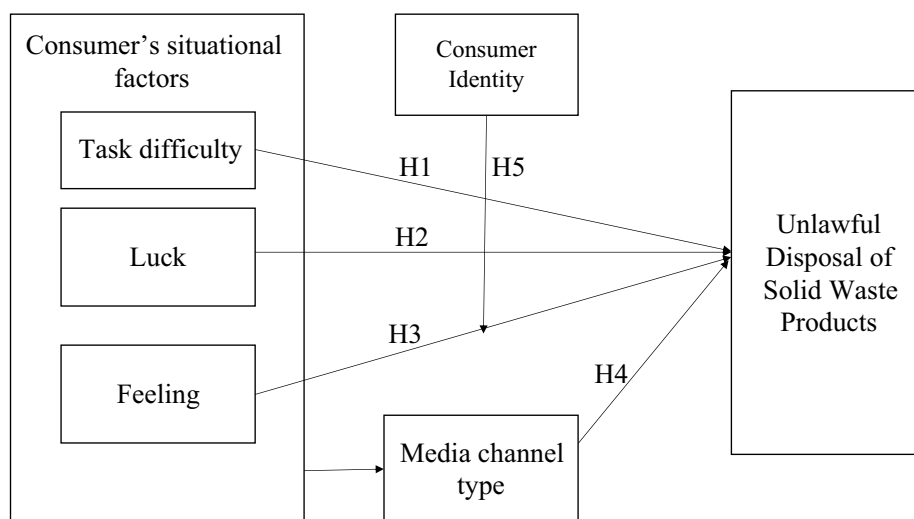 Consumer’s situational
factors
Task difficulty
Luck
Feeling
Consumer
Identity
H1
H5
H2
H3
H4
Media channel
type
Unlawful
Disposal of
Solid Waste
Products